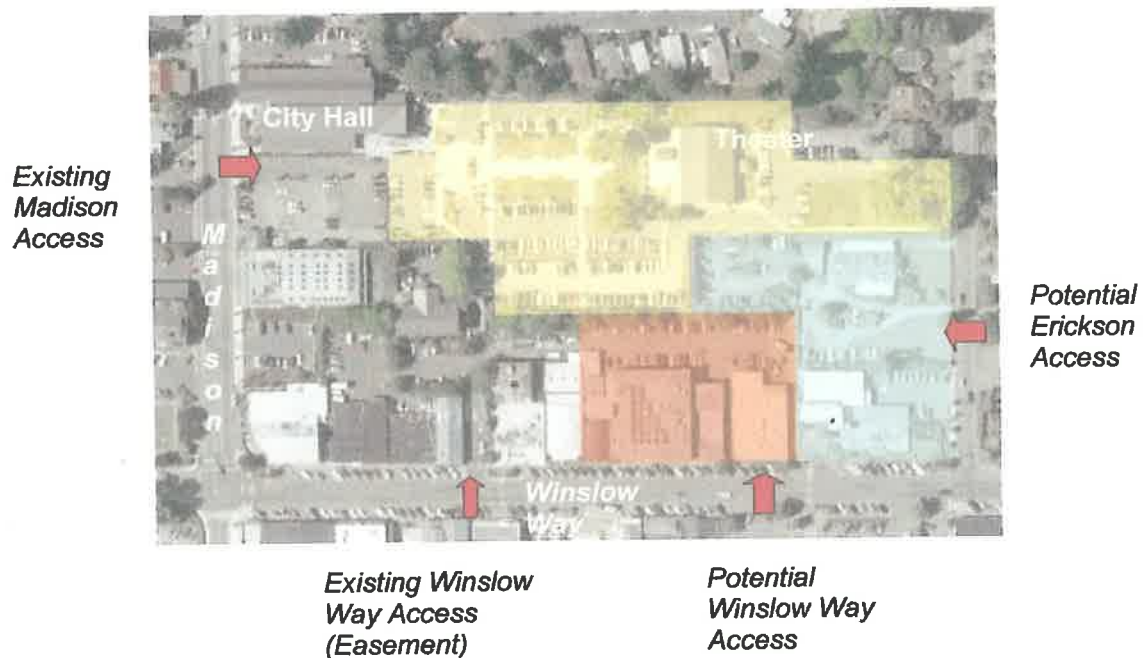 City Hall
Theater
Existing
Madison
Access
Madison
Potential
Erickson
Access
Winslow
Way
Existing Winslow
Way Access
(Easement)
Potential
Winslow Way
Access